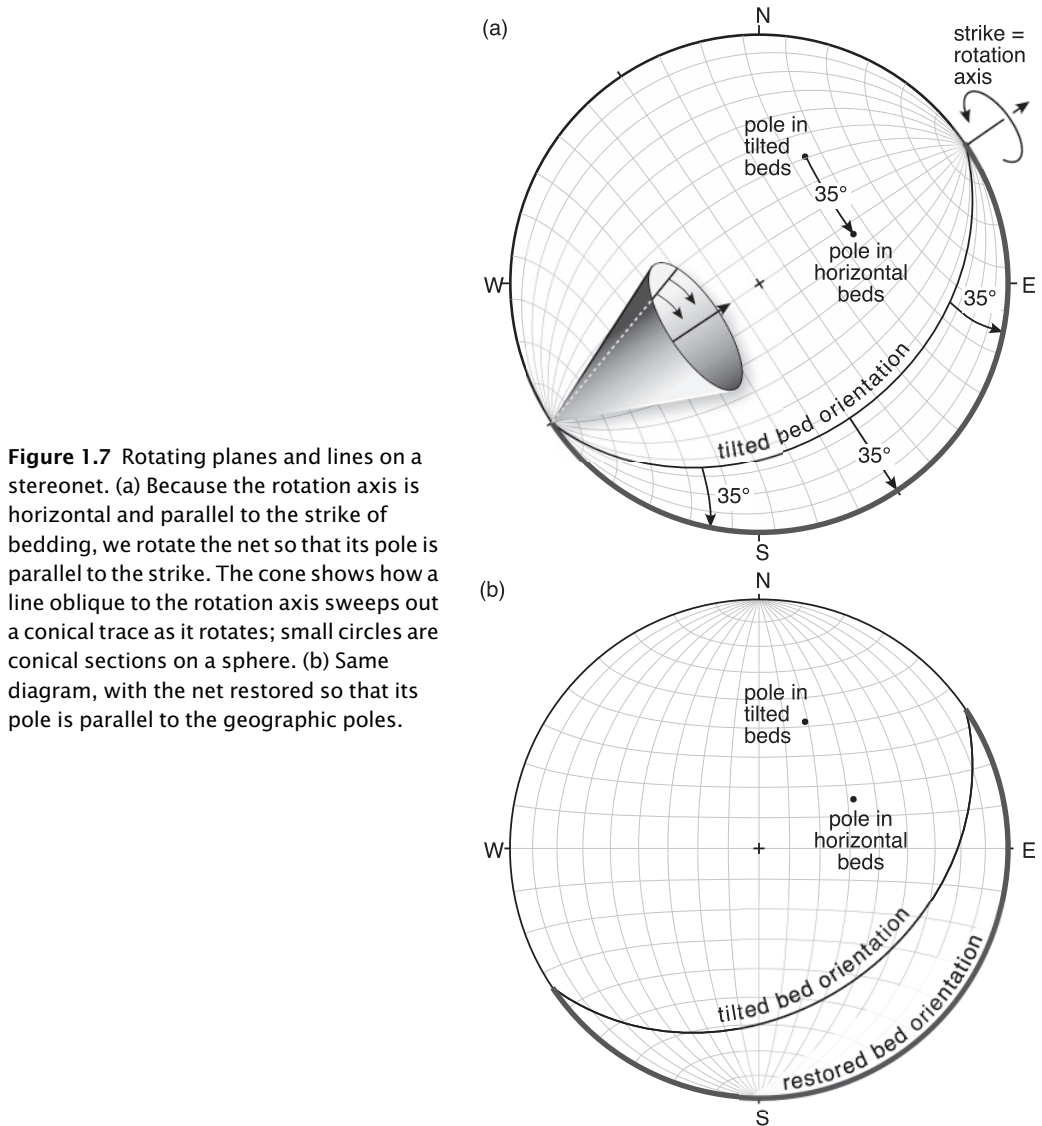 (a)
N
strike =
rotation
axis
pole in
tilted
beds
35°
pole in
horizontal
beds
W
E
35°
tilted bed orientation
35°
35°
S
Figure 1.7 Rotating planes and lines on a
stereonet. (a) Because the rotation axis is
horizontal and parallel to the strike of
bedding, we rotate the net so that its pole is
parallel to the strike. The cone shows how a
line oblique to the rotation axis sweeps out
a conical trace as it rotates; small circles are
conical sections on a sphere. (b) Same
diagram, with the net restored so that its
pole is parallel to the geographic poles.
(b)
N
pole in
tilted
beds
pole in
horizontal
beds
W
E
tilted bed orientation
restored bed orientation
S